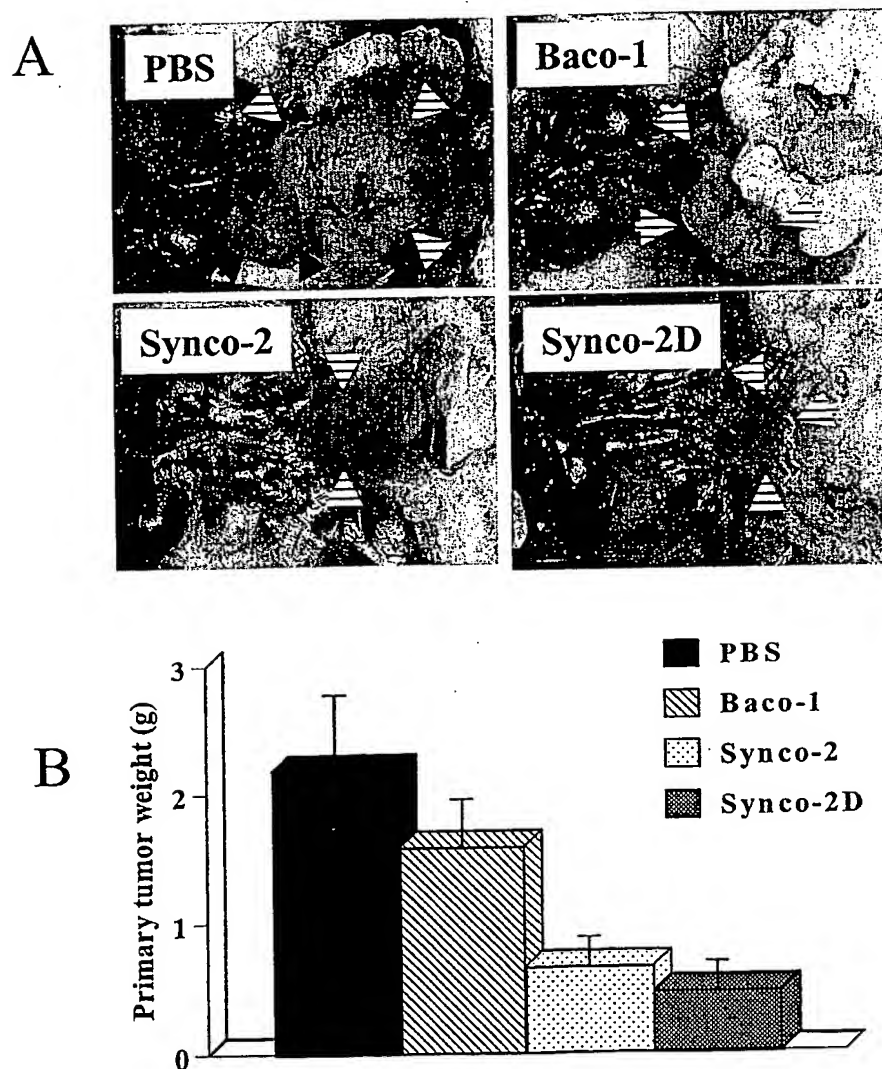 A
PBS
Baco-1
Synco-2
Synco-2D
B
Primary tumor weight (g)
3
2
1
0
PBS
Baco-1
Synco-2
Synco-2D